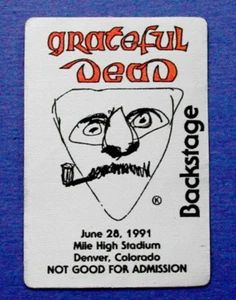 GRATEFUL
DEAD
®
Backstage
June 28, 1991
Mile High Stadium
Denver, Colorado
NOT GOOD FOR ADMISSION